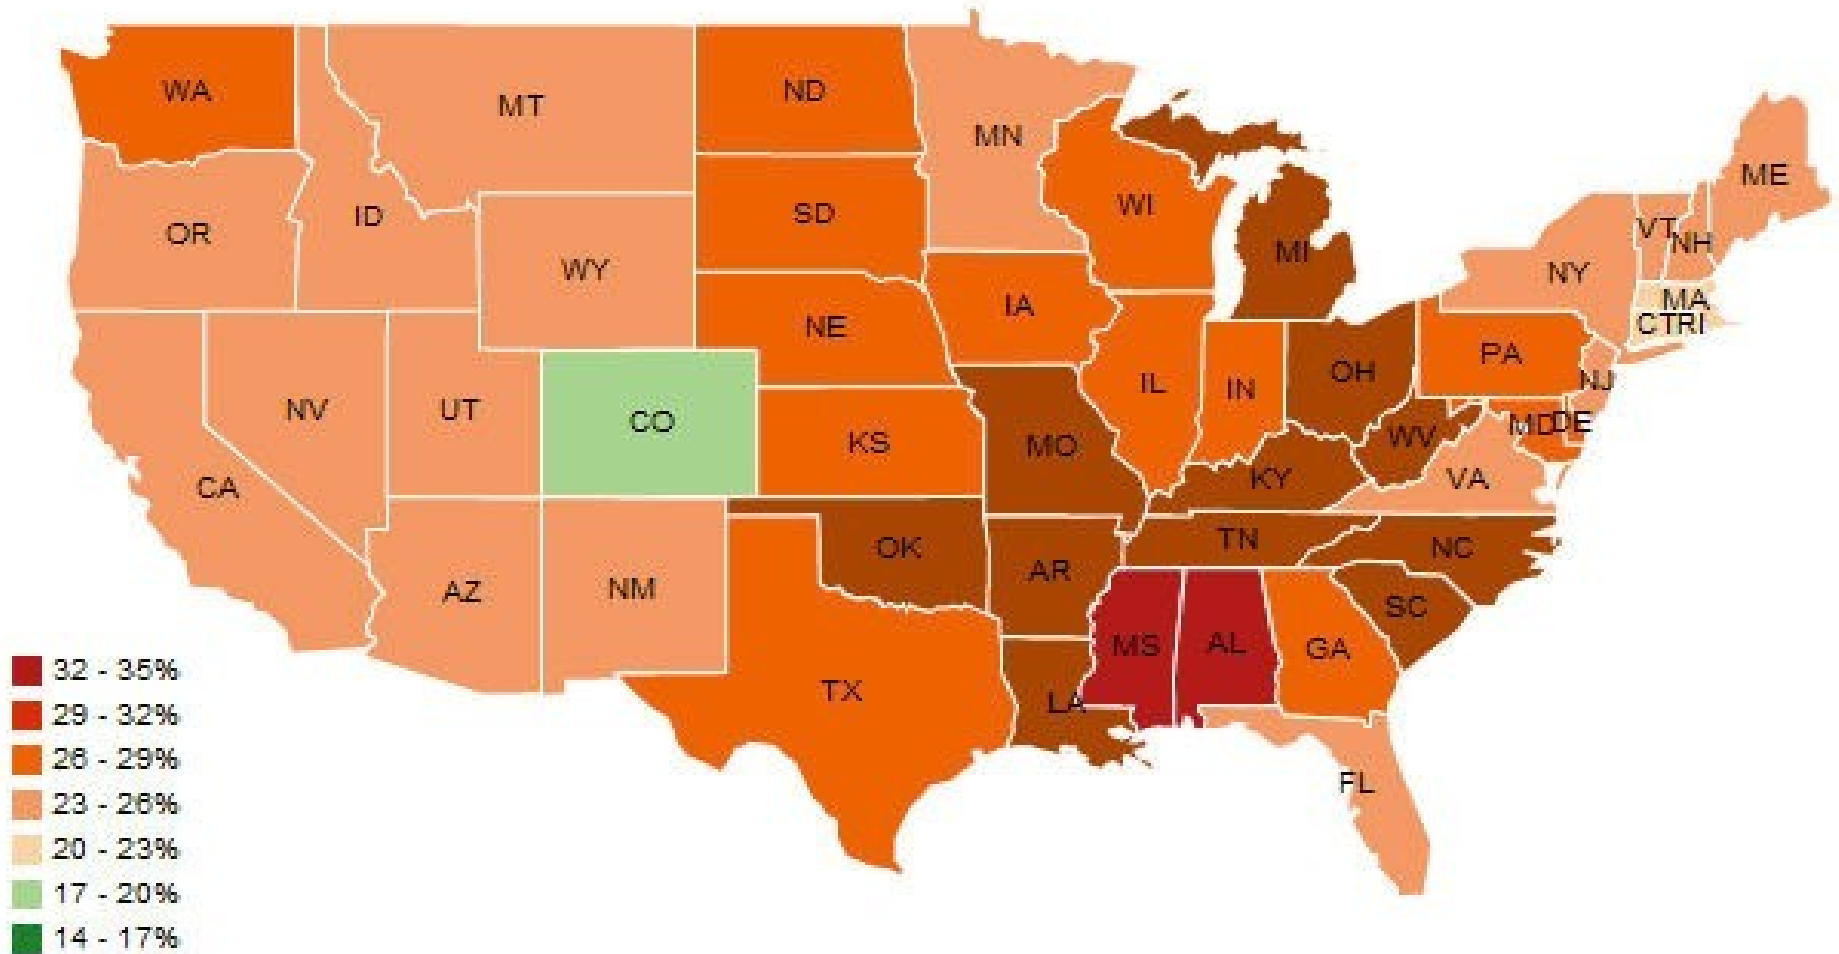 WA
MT
ND
MN
OR
ID
WY
SD
WI
MI
ME
VT
NH
NY
MA
CTRI
NE
IA
PA
NJ
NV
UT
CO
KS
IL
IN
OH
MO
WV
MD
DE
CA
KY
VA
AZ
NM
OK
AR
TN
NC
TX
LA
MS
AL
GA
SC
FL
32 - 35%
29 - 32%
26 - 29%
23 - 26%
20 - 23%
17 - 20%
14 - 17%